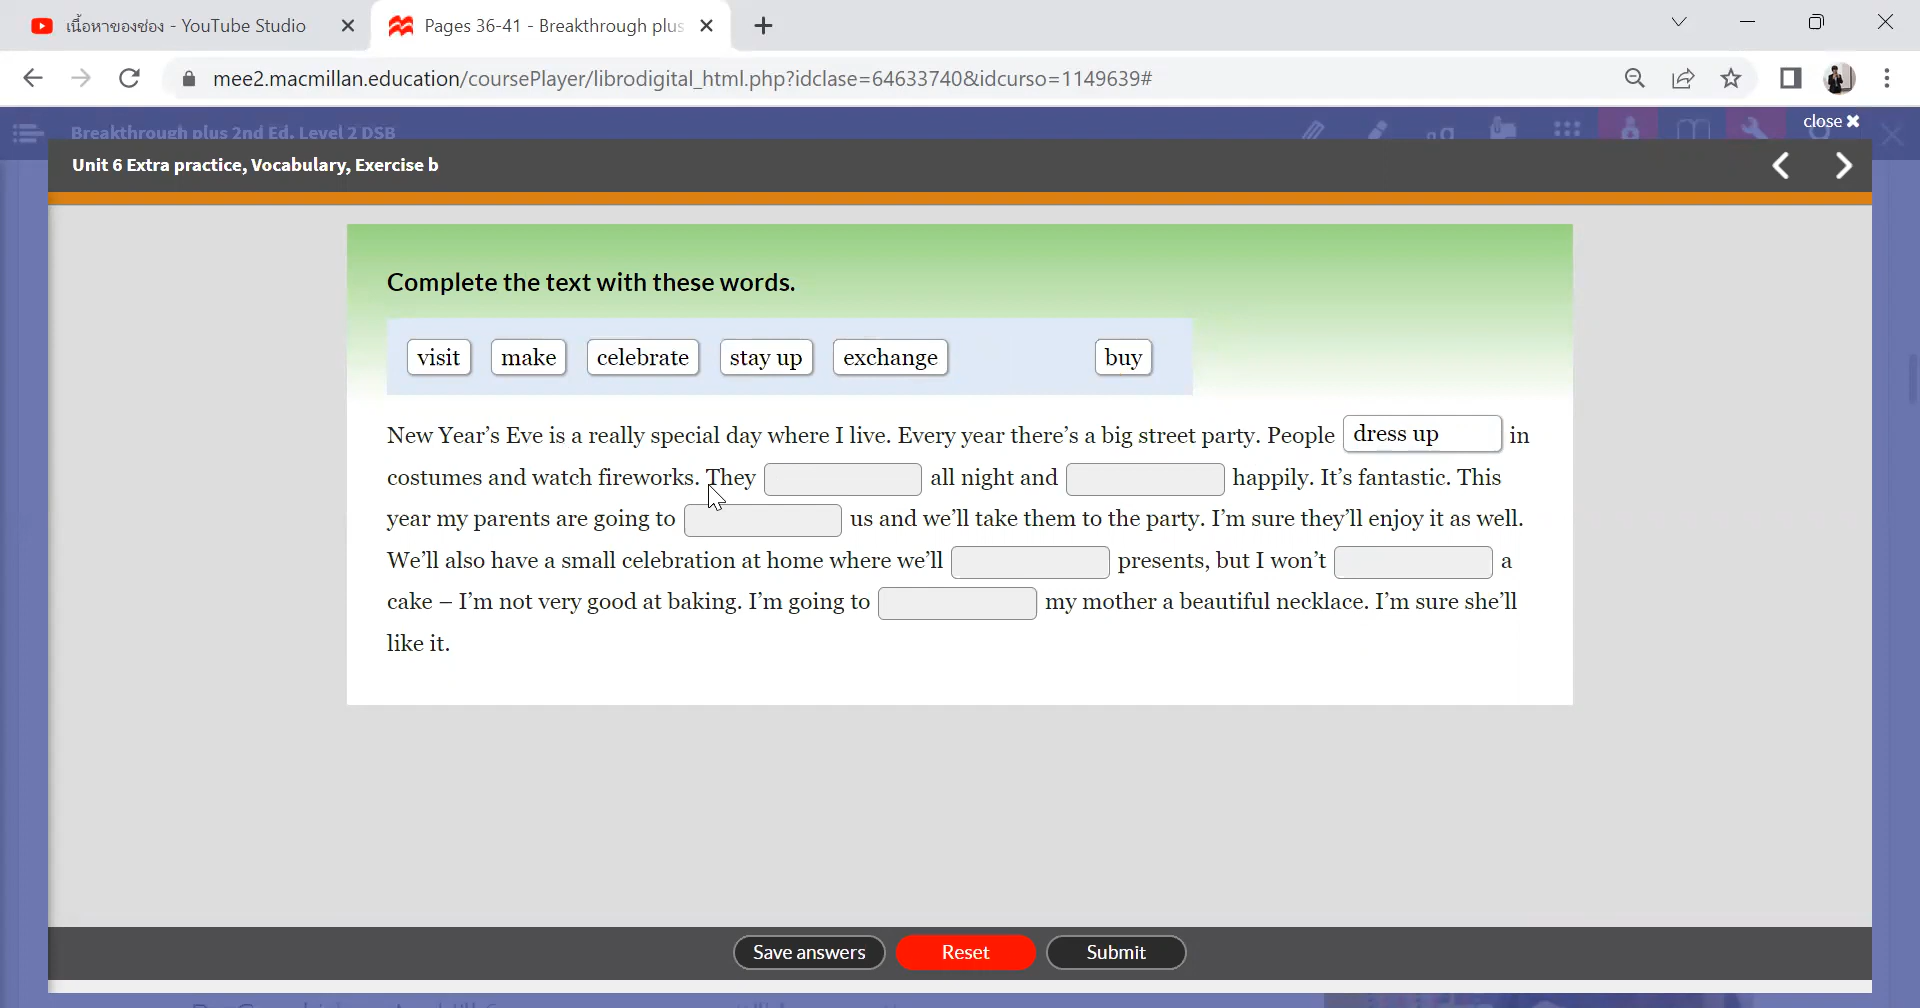 เนื้อหาของช่อง - YouTube Studio
Pages 36-41 - Breakthrough plus
mee2.macmillan.education/coursePlayer/librodigital_html.php?idclase=64633740&idcurso=1149639#
Breakthrough plus 2nd Ed. Level 2 DSB
close
Unit 6 Extra practice, Vocabulary, Exercise b
Complete the text with these words.
visit make celebrate stay up exchange buy
New Year's Eve is a really special day where I live. Every year there's a big street party. People dress up in
costumes and watch fireworks. They all night and happily. It's fantastic. This
year my parents are going to us and we'll take them to the party. I'm sure they'll enjoy it as well.
We'll also have a small celebration at home where we'll presents, but I won't a
cake – I'm not very good at baking. I'm going to my mother a beautiful necklace. I'm sure she'll
like it.
Save answers Reset Submit